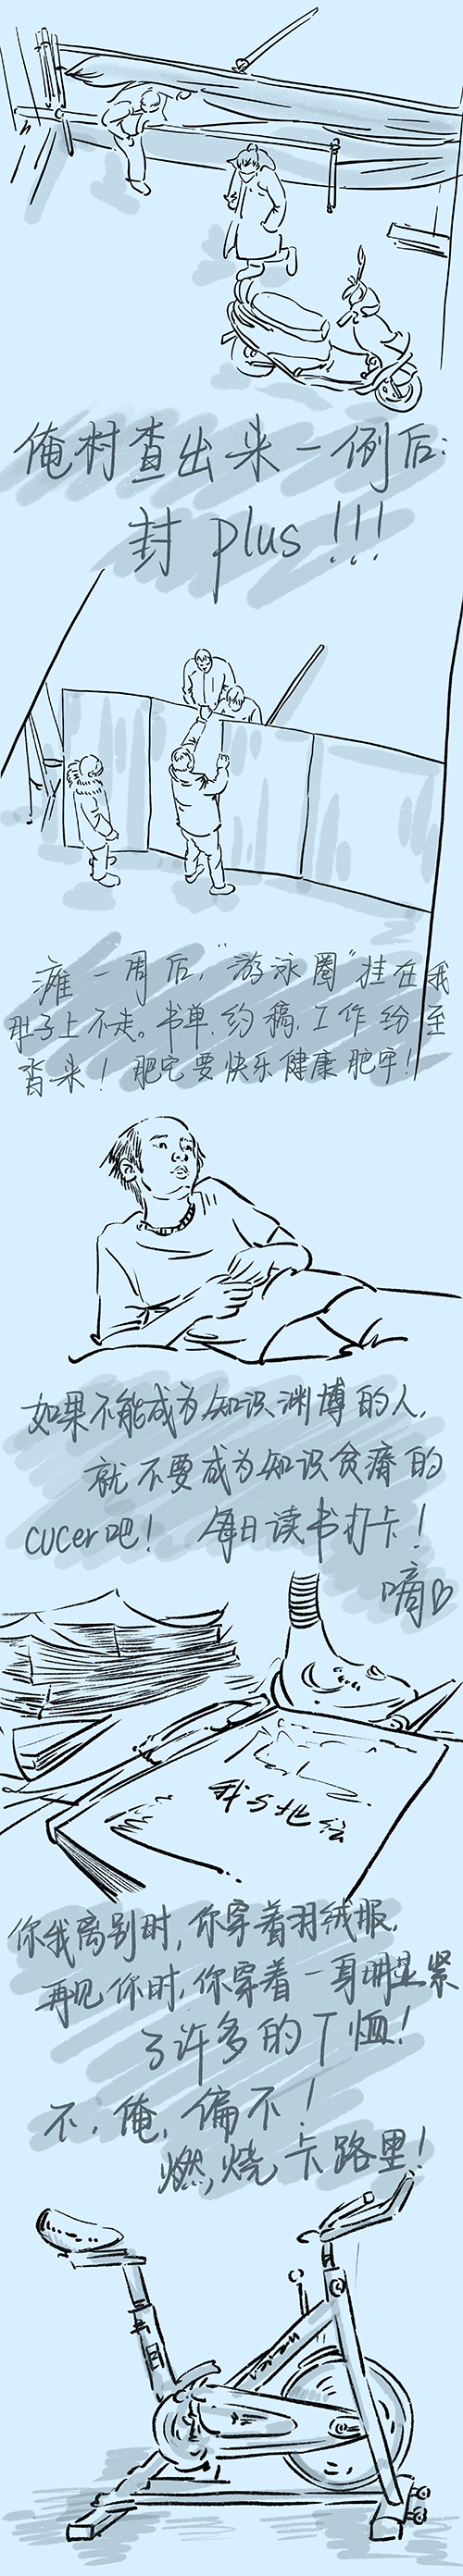 俺村查出来一例后:
封 plus!!!
瘫一周后,“游泳圈”挂在我
肚子上不走。书单,约稿,工作纷至
沓来!肥宅要快乐健康肥宅!
如果不能成为知识渊博的人,
就不要成为知识贫瘠的
cucer吧! 每日读书打卡!
嘀
我与地坛
你我离别时,你穿着羽绒服,
再见你时,你穿着一身明显紧
了许多的T恤!
不,俺,偏不!
燃,烧卡路里!